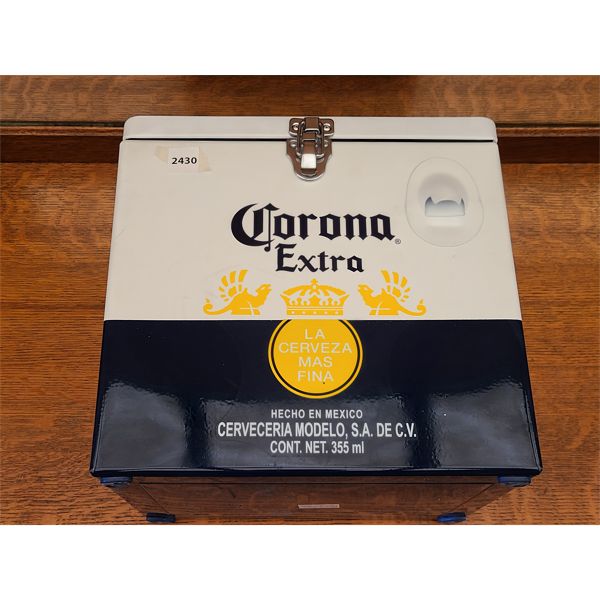 2430
Corona®
Extra
LA
CERVEZA
MAS
FINA
HECHO EN MEXICO
CERVECERIA MODELO, S.A. DE C.V.
CONT. NET. 355 ml